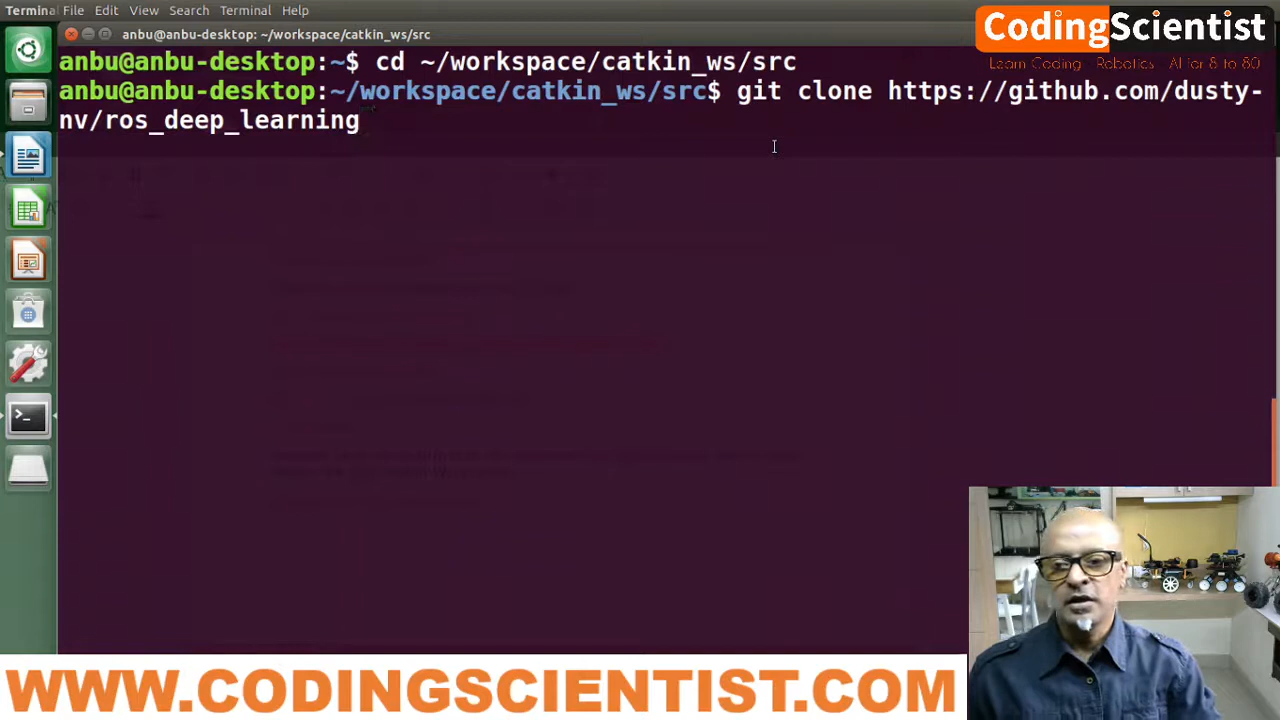 Terminal File Edit View Search Terminal Help
anbu@anbu-desktop: ~/workspace/catkin_ws/src
CodingScientist
Learn Coding Robotics AI for 8 to 80
anbu@anbu-desktop:~$ cd ~/workspace/catkin_ws/src
anbu@anbu-desktop:~/workspace/catkin_ws/src$ git clone https://github.com/dusty-
nv/ros_deep_learning
WWW.CODINGSCIENTIST.COM